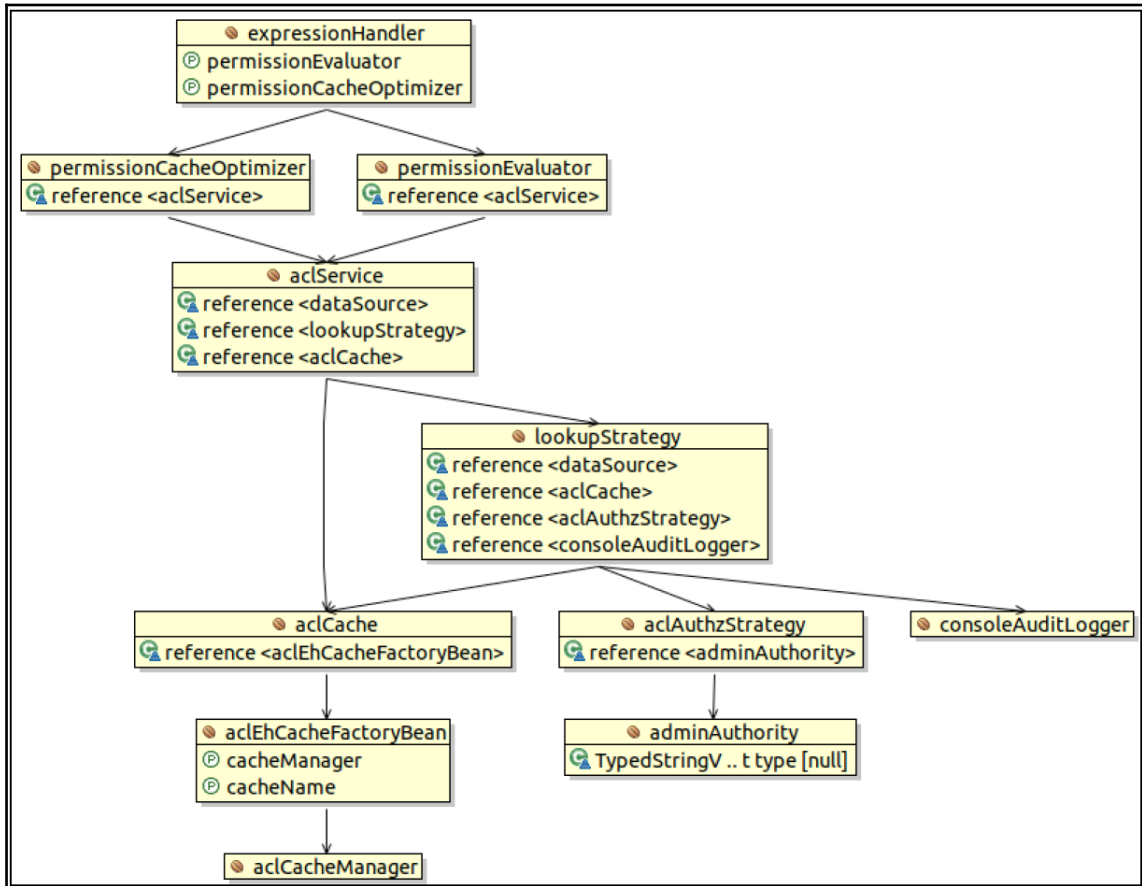 expressionHandler
permissionEvaluator
permissionCacheOptimizer
permissionCacheOptimizer
reference <aclService>
permissionEvaluator
reference <aclService>
aclService
reference <dataSource>
reference <lookupStrategy>
reference <aclCache>
lookupStrategy
reference <dataSource>
reference <aclCache>
reference <aclAuthzStrategy>
reference <consoleAuditLogger>
aclCache
reference <aclEhCacheFactoryBean>
aclAuthzStrategy
reference <adminAuthority>
consoleAuditLogger
aclEhCacheFactoryBean
cacheManager
cacheName
adminAuthority
TypedStringV .. t type [null]
aclCacheManager